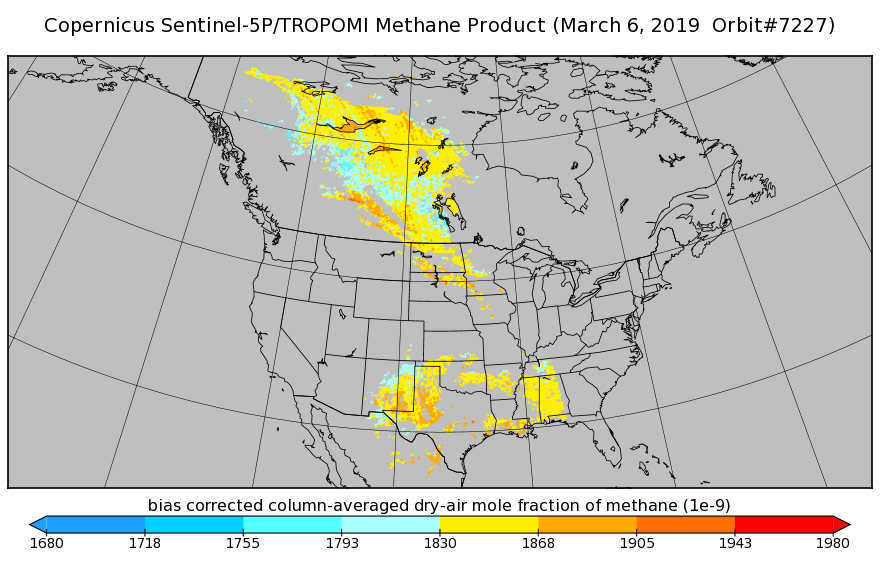 Copernicus Sentinel-5P/TROPOMI Methane Product (March 6, 2019  Orbit#7227)
bias corrected column-averaged dry-air mole fraction of methane (1e-9)
1680 1718 1755 1793 1830 1868 1905 1943 1980